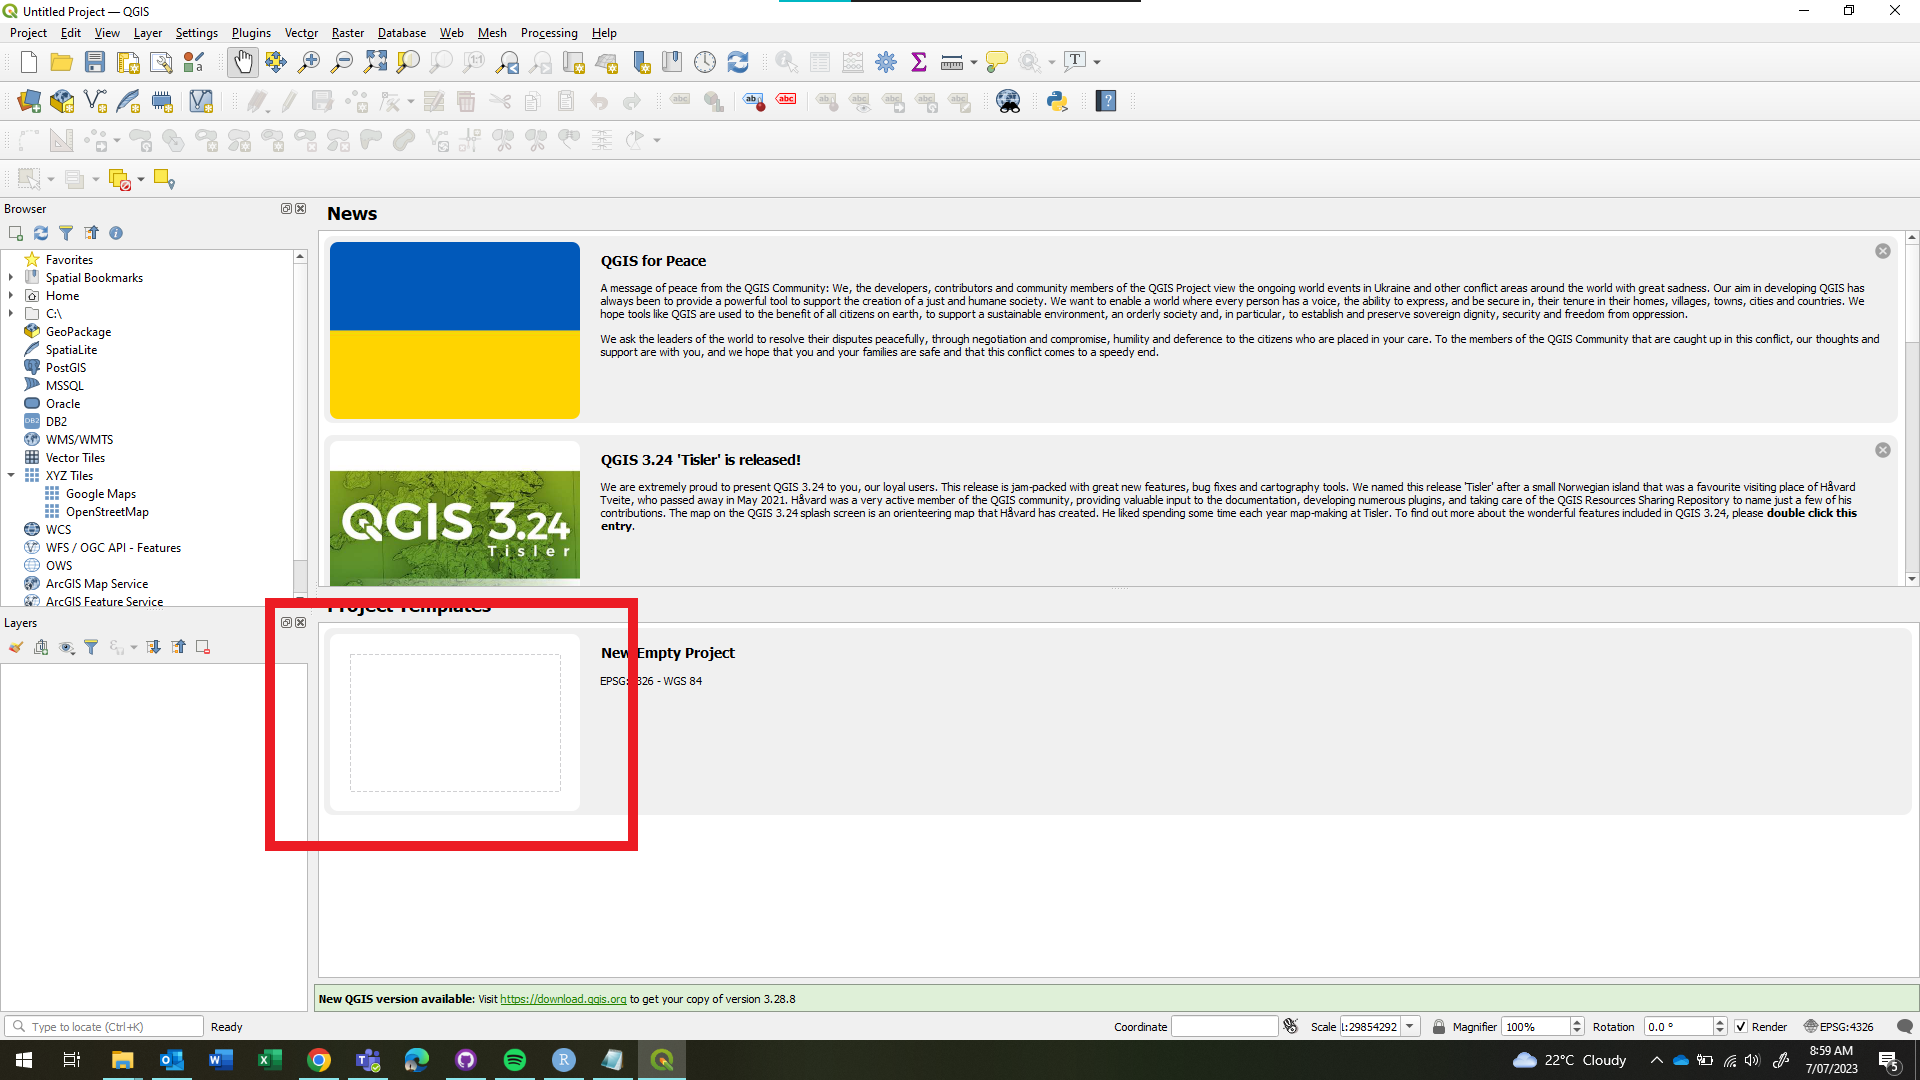 Untitled Project — QGIS
Project Edit View Layer Settings Plugins Vector Raster Database Web Mesh Processing Help
Browser
Favorites
Spatial Bookmarks
Home
C:\
GeoPackage
SpatiaLite
PostGIS
MSSQL
Oracle
DB2
WMS/WMTS
Vector Tiles
XYZ Tiles
Google Maps
OpenStreetMap
WCS
WFS / OGC API - Features
OWS
ArcGIS Map Service
ArcGIS Feature Service
Layers
News
QGIS for Peace
A message of peace from the QGIS Community: We, the developers, contributors and community members of the QGIS Project view the ongoing world events in Ukraine and other conflict areas around the world with great sadness. Our aim in developing QGIS has
always been to provide a powerful tool to support the creation of a just and humane society. We want to enable a world where every person has a voice, the ability to express, and be secure in, their tenure in their homes, villages, towns, cities and countries. We
hope tools like QGIS are used to the benefit of all citizens on earth, to support a sustainable environment, an orderly society and, in particular, to establish and preserve sovereign dignity, security and freedom from oppression.
We ask the leaders of the world to resolve their disputes peacefully, through negotiation and compromise, humility and deference to the citizens who are placed in your care. To the members of the QGIS Community that are caught up in this conflict, our thoughts and
support are with you, and we hope that you and your families are safe and that this conflict comes to a speedy end.
QGIS 3.24
Tisler
QGIS 3.24 'Tisler' is released!
We are extremely proud to present QGIS 3.24 to you, our loyal users. This release is jam-packed with great new features, bug fixes and cartography tools. We named this release 'Tisler' after a small Norwegian island that was a favourite visiting place of Håvard
Tveite, who passed away in May 2021. Håvard was a very active member of the QGIS community, providing valuable input to the documentation, developing numerous plugins, and taking care of the QGIS Resources Sharing Repository to name just a few of his
contributions. The map on the QGIS 3.24 splash screen is an orienteering map that Håvard has created. He liked spending some time each year map-making at Tisler. To find out more about the wonderful features included in QGIS 3.24, please double click this
entry.
Project Templates
New Empty Project
EPSG: 326 - WGS 84
New QGIS version available: Visit https://download.qgis.org to get your copy of version 3.28.8
Type to locate (Ctrl+K) Ready Coordinate Scale 1:29854292 Magnifier 100% Rotation 0.0 ° Render EPSG:4326
22°C Cloudy
8:59 AM
7/07/2023
5